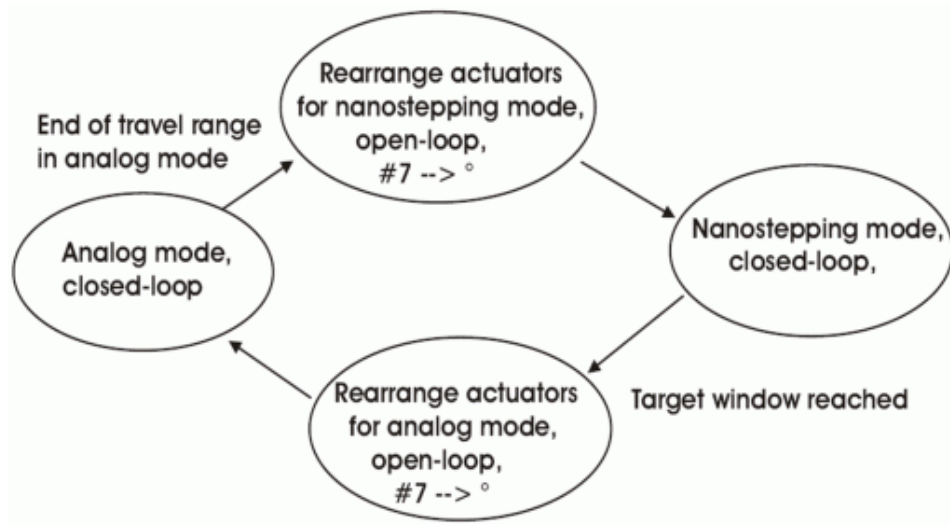 Rearrange actuators
for nanostepping mode,
open-loop,
#7 --> °
End of travel range
in analog mode
Analog mode,
closed-loop
Nanostepping mode,
closed-loop,
Rearrange actuators
for analog mode,
open-loop,
#7 --> °
Target window reached